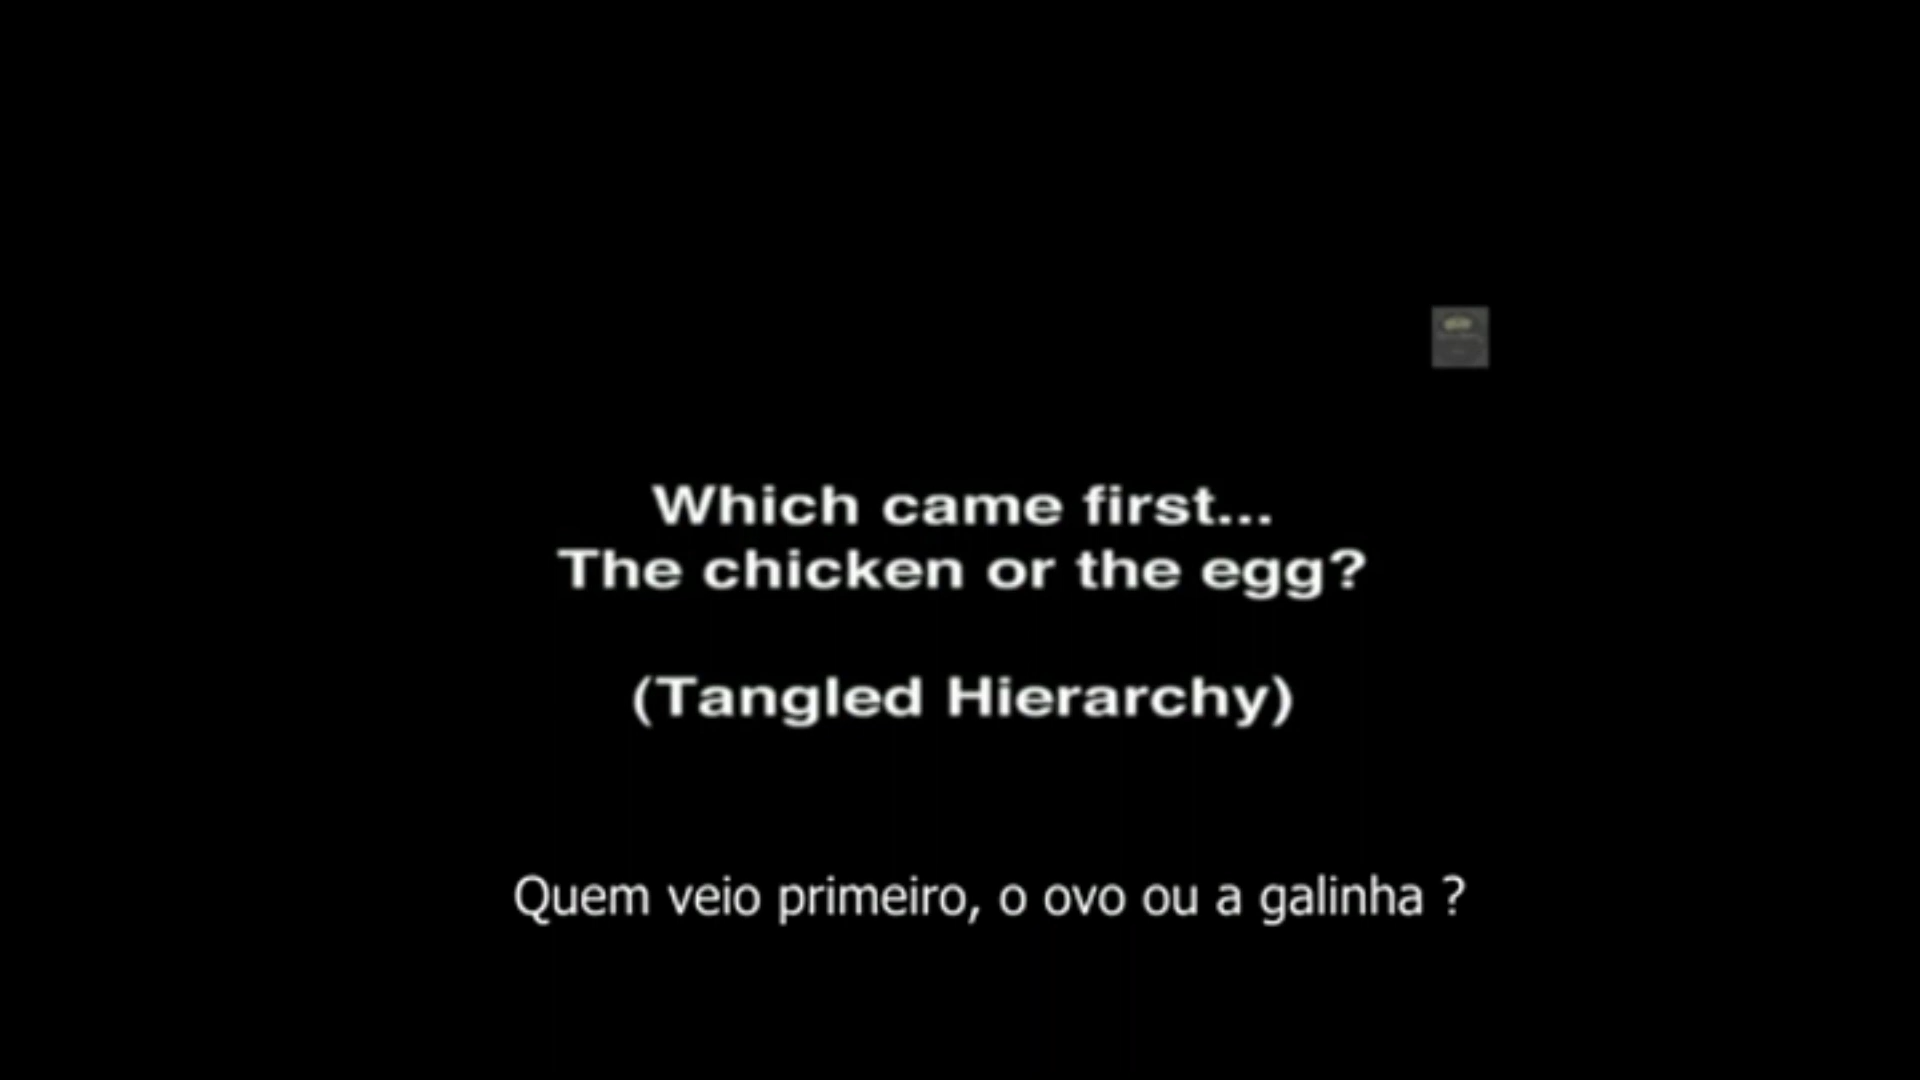 Which came first...
The chicken or the egg?
(Tangled Hierarchy)
Quem veio primeiro, o ovo ou a galinha ?